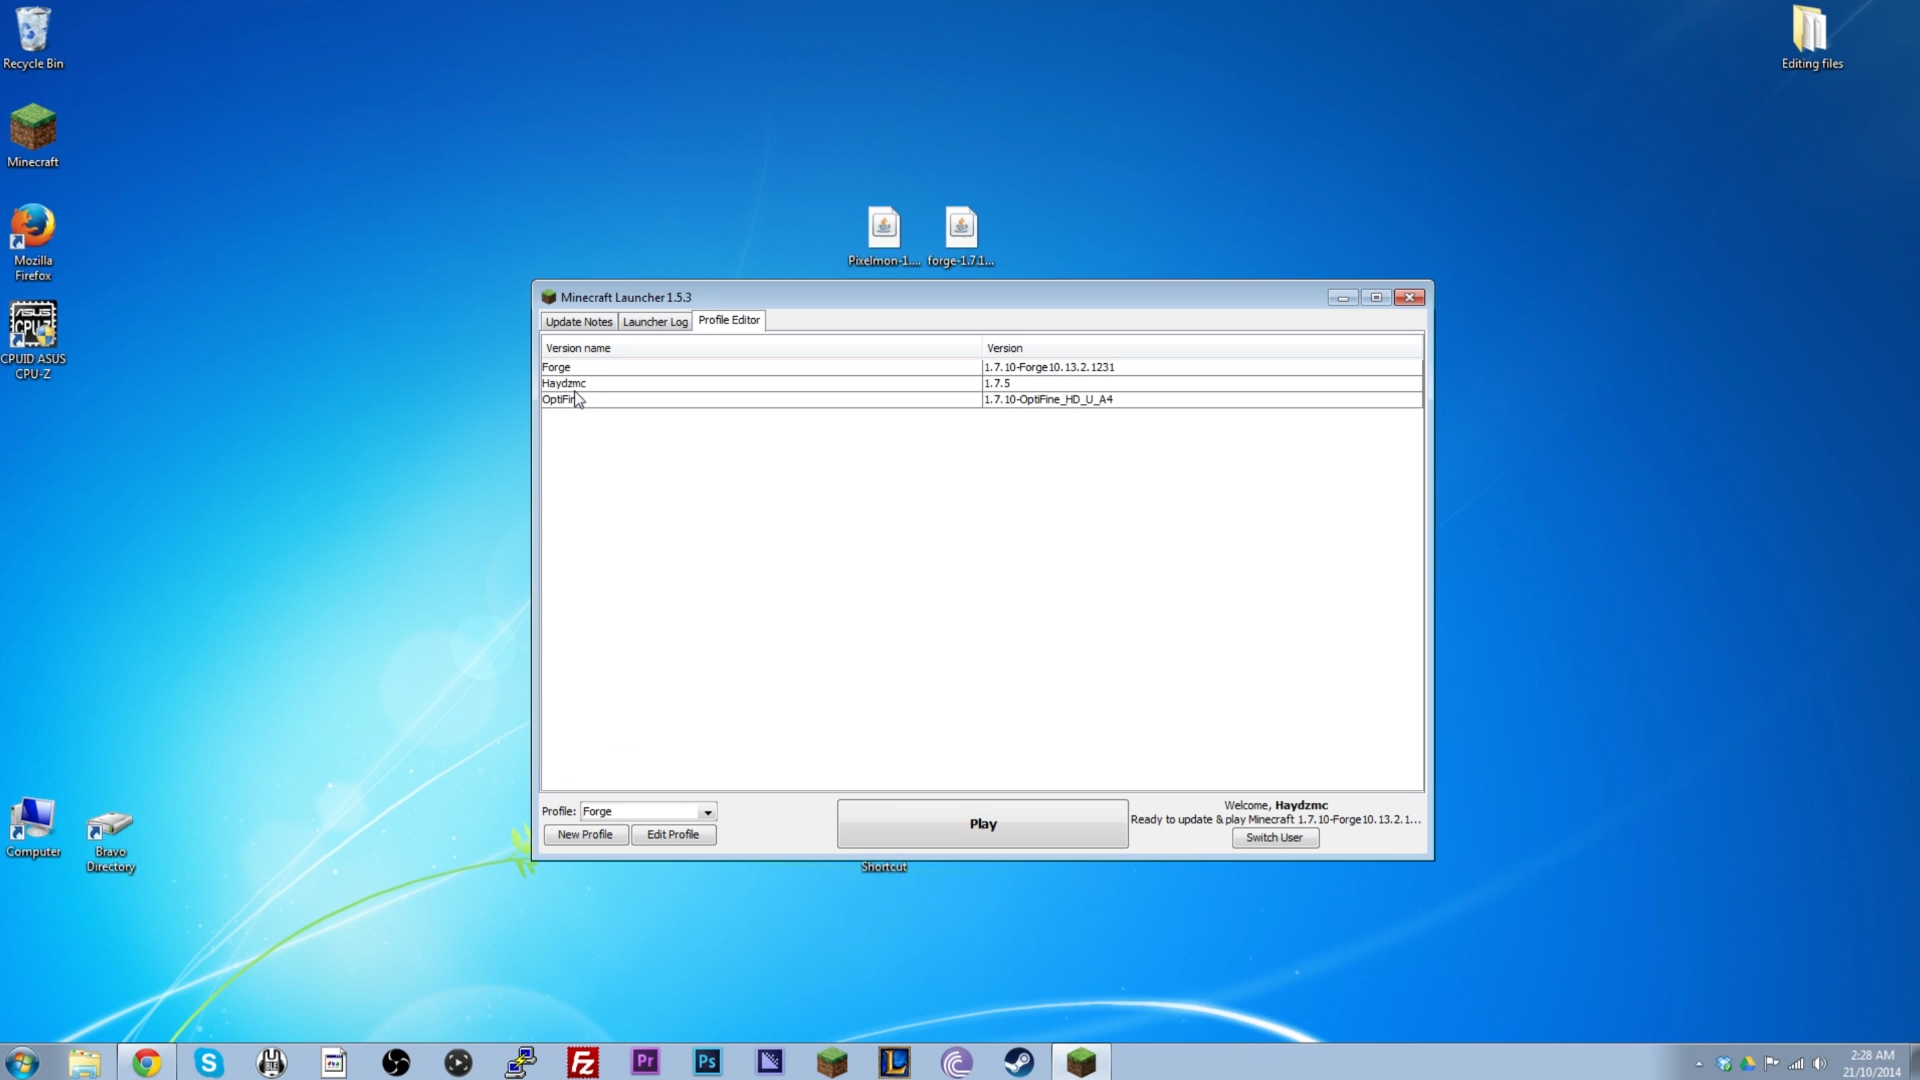 Recycle Bin
Editing files
Minecraft
Mozilla
Firefox
CPUID ASUS
CPU-Z
Pixelmon-1....
forge-1.7.1...
Minecraft Launcher 1.5.3
Update Notes
Launcher Log
Profile Editor
Version name
Version
Forge
1.7.10-Forge10.13.2.1231
Haydzmc
1.7.5
1.7.10-OptiFine_HD_U_A4
Profile: Forge
New Profile
Edit Profile
Play
Welcome, Haydzmc
Ready to update & play Minecraft 1.7.10-Forge10.13.2.1...
Switch User
Shortcut
Computer
Bravo
Directory
Fz
Pr
Ps
2:28 AM
21/10/2014